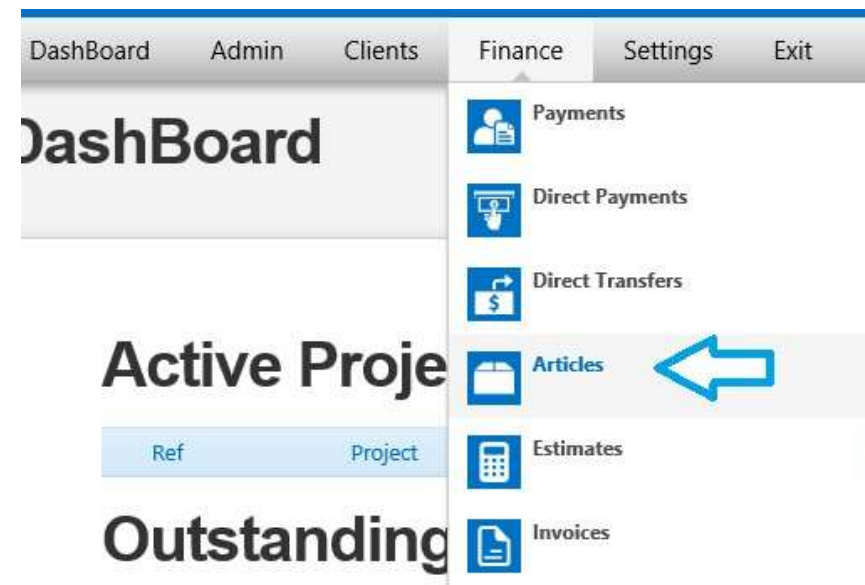 DashBoard Admin Clients Finance Settings Exit
DashBoard
Payments
Direct Payments
Direct Transfers
Active Proje
Articles
Ref Project
Estimates
Outstanding
Invoices